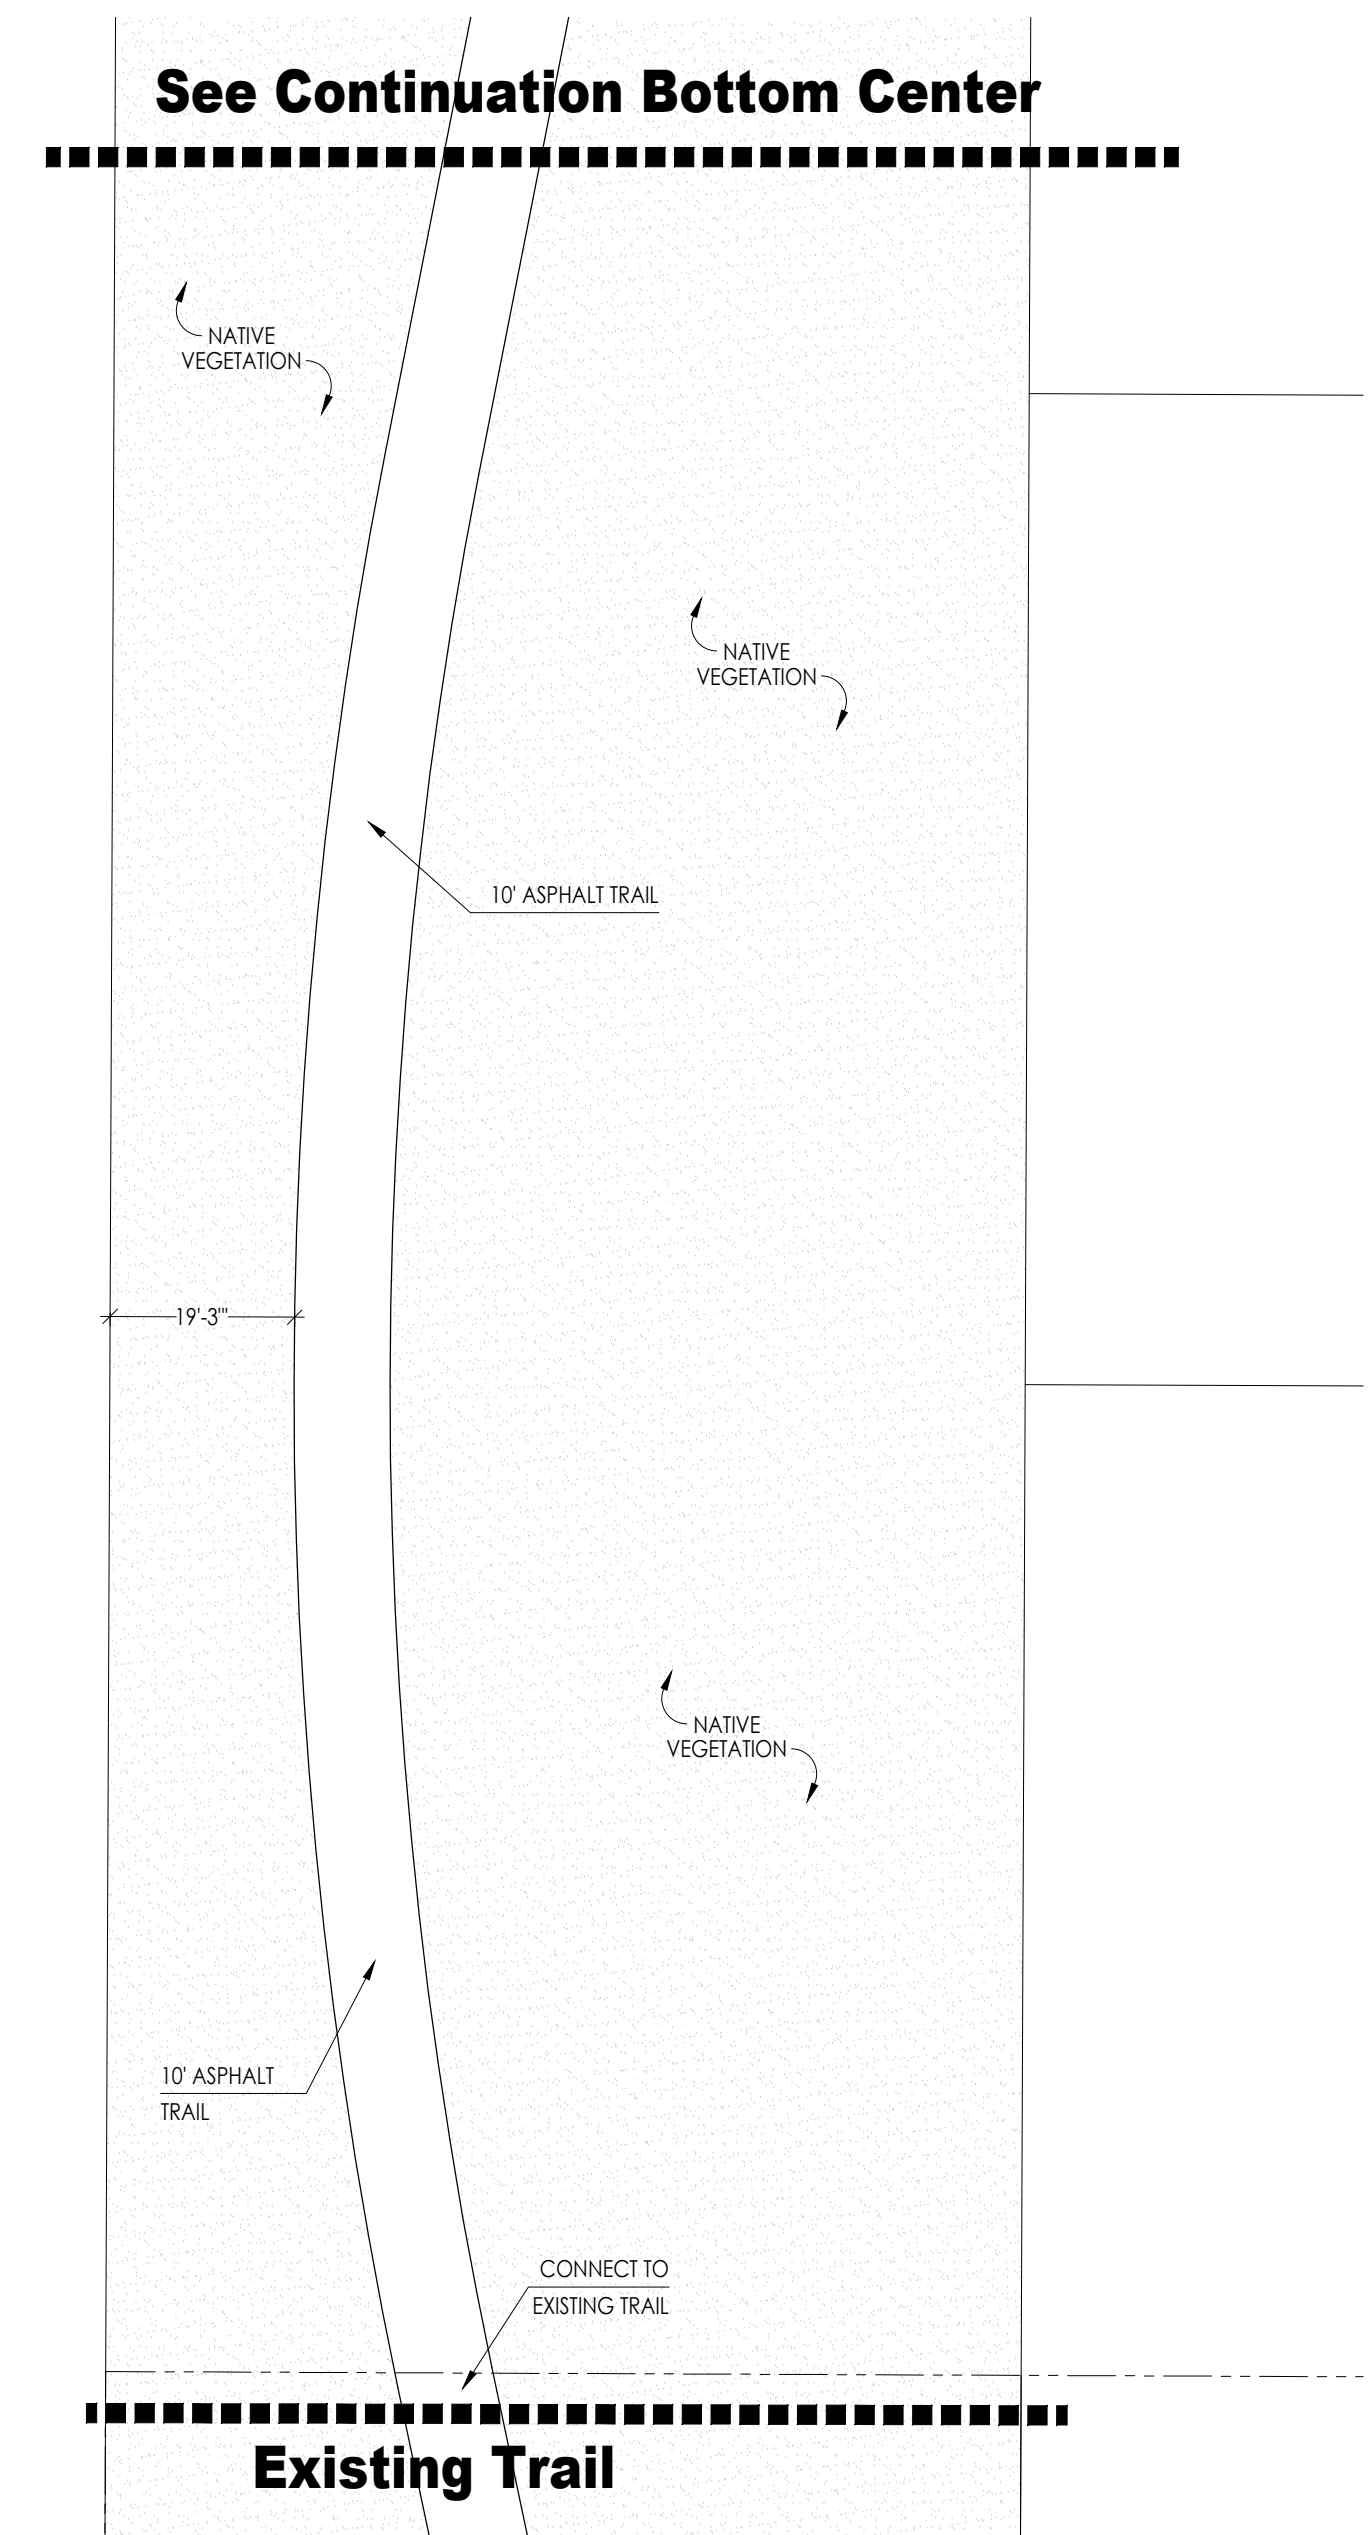 See Continuation Bottom Center
NATIVE
VEGETATION
NATIVE
VEGETATION
10' ASPHALT TRAIL
19'-3'"
NATIVE
VEGETATION
10' ASPHALT
TRAIL
CONNECT TO
EXISTING TRAIL
Existing Trail